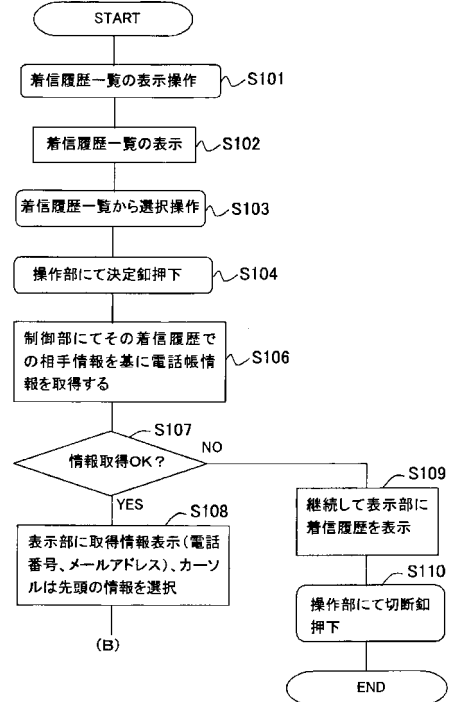 START
着信履歴一覧の表示操作
S101
着信履歴一覧の表示
S102
着信履歴一覧から選択操作
S103
操作部にて決定釦押下
S104
制御部にてその着信履歴で
の相手情報を基に電話帳
情報を取得する
S106
S107
情報取得OK?
NO
YES
S108
表示部に取得情報表示(電話
番号、メールアドレス)、カーソ
ルは先頭の情報を選択
(B)
S109
継続して表示部に
着信履歴を表示
S110
操作部にて切断釦
押下
END